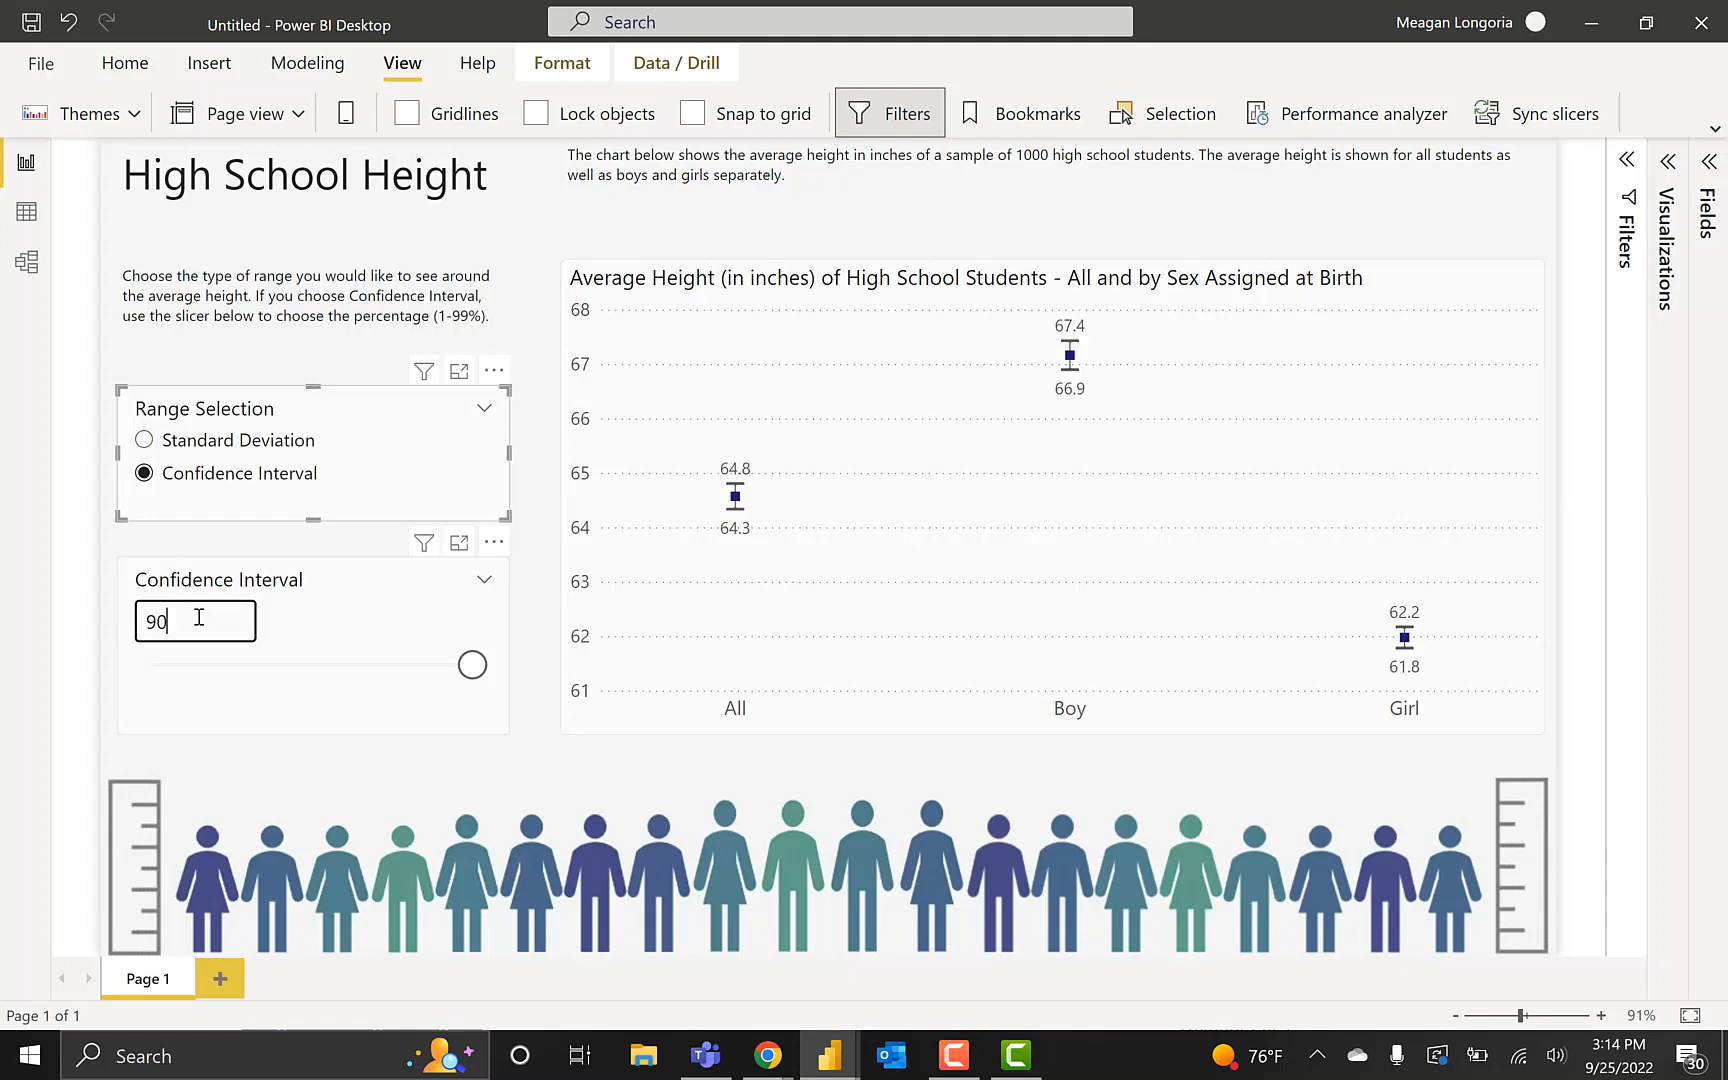 Untitled - Power BI Desktop
Search
Meagan Longoria
File
Home
Insert
Modeling
View
Help
Format
Data / Drill
Themes
Page view
Gridlines
Lock objects
Snap to grid
Filters
Bookmarks
Selection
Performance analyzer
Sync slicers
High School Height
The chart below shows the average height in inches of a sample of 1000 high school students. The average height is shown for all students as
well as boys and girls separately.
Choose the type of range you would like to see around
the average height. If you choose Confidence Interval,
use the slicer below to choose the percentage (1-99%).
Range Selection
Standard Deviation
Confidence Interval
Confidence Interval
90
Average Height (in inches) of High School Students - All and by Sex Assigned at Birth
68
67
66
65
64
63
62
61
64.8
64.3
67.4
66.9
62.2
61.8
All
Boy
Girl
Filters
Visualizations
Fields
Page 1
Page 1 of 1
- + 91%
Search
76°F
3:14 PM
9/25/2022
30